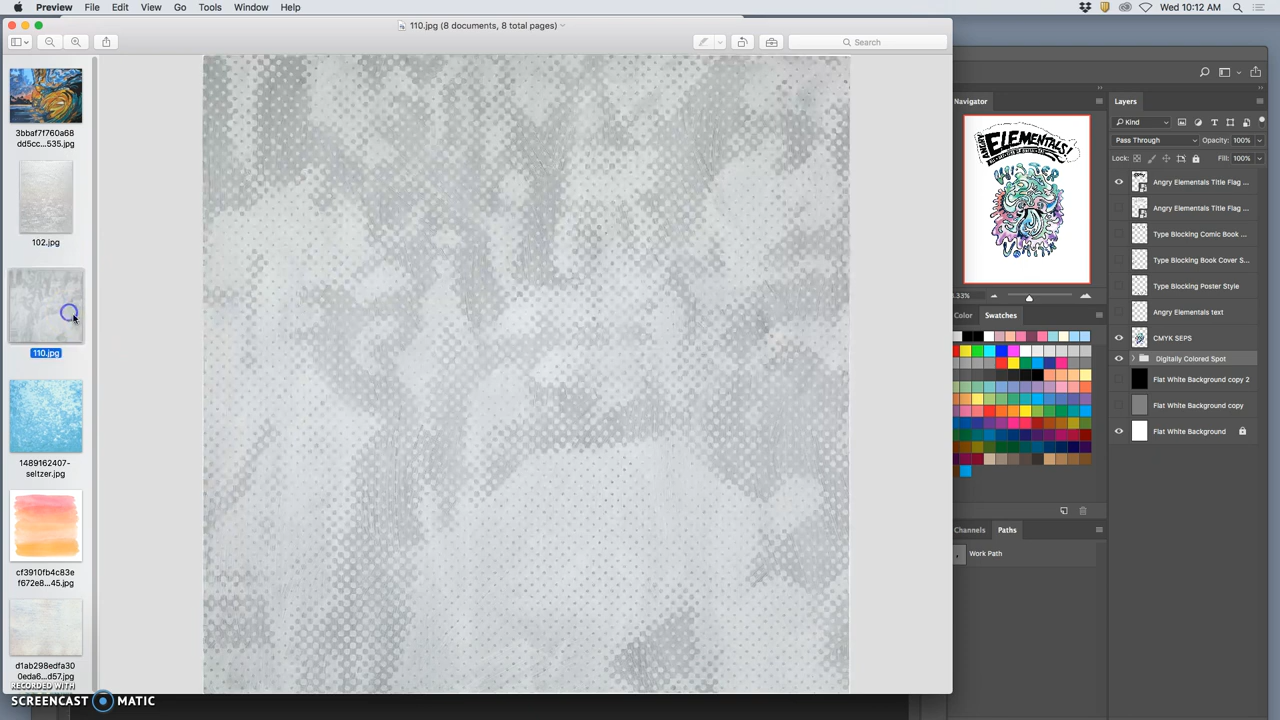 Preview File Edit View Go Tools Window Help Wed 10:12 AM
110.jpg (8 documents, 8 total pages)
Search
3bbaf7f760a68
dd5cc...535.jpg
102.jpg
110.jpg
1489162407-
seltzer.jpg
cf3910fb4c83e
f672e8...45.jpg
d1ab298edfa30
0eda6...d57.jpg
RECORDED WITH
SCREENCAST MATIC
Navigator
ELEMENTALS!
.33%
Color Swatches
Channels Paths
Work Path
Layers
Kind
Pass Through Opacity: 100%
Lock: Fill: 100%
Angry Elementals Title Flag ...
Angry Elementals Title Flag ...
Type Blocking Comic Book ...
Type Blocking Book Cover S...
Type Blocking Poster Style
Angry Elementals text
CMYK SEPS
Digitally Colored Spot
Flat White Background copy 2
Flat White Background copy
Flat White Background